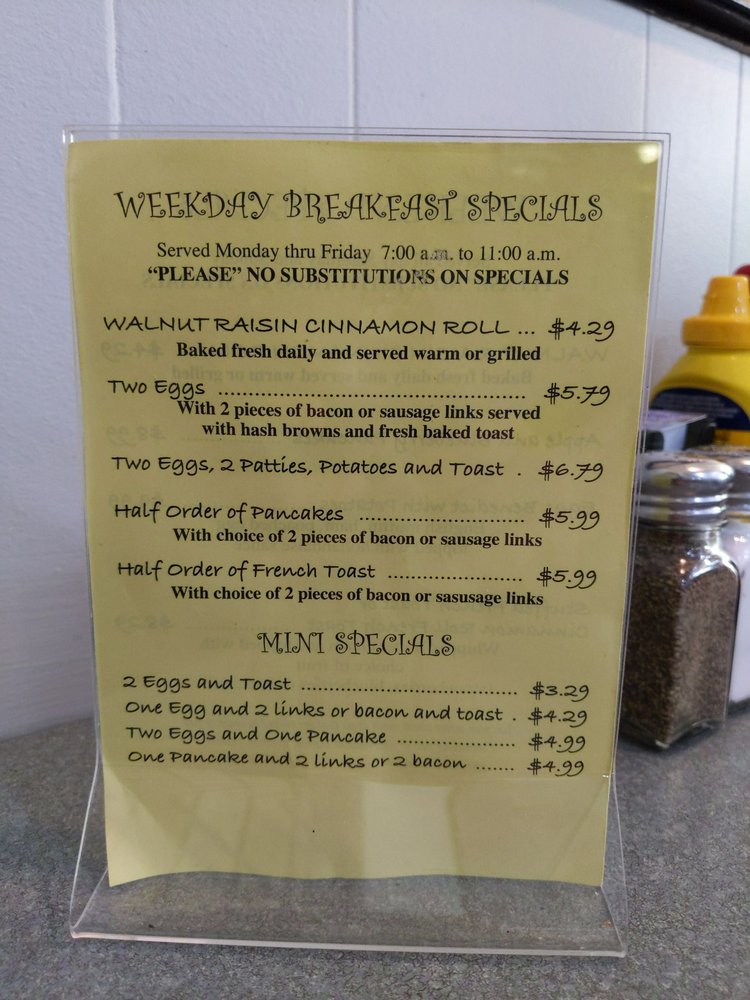 WEEKDAY BREAKFAST SPECIALS
Served Monday thru Friday 7:00 a.m. to 11:00 a.m.
“PLEASE” NO SUBSTITUTIONS ON SPECIALS
WALNUT RAISIN CINNAMON ROLL ... $4.29
Baked fresh daily and served warm or grilled
Two Eggs ................................................ $5.79
With 2 pieces of bacon or sausage links served
with hash browns and fresh baked toast
Two Eggs, 2 Patties, Potatoes and Toast . $6.79
Half Order of Pancakes .......................... $5.99
With choice of 2 pieces of bacon or sausage links
Half Order of French Toast ..................... $5.99
With choice of 2 pieces of bacon or sasusage links
MINI SPECIALS
2 Eggs and Toast .................................... $3.29
One Egg and 2 links or bacon and toast . $4.29
Two Eggs and One Pancake ................... $4.99
One Pancake and 2 links or 2 bacon ....... $4.99